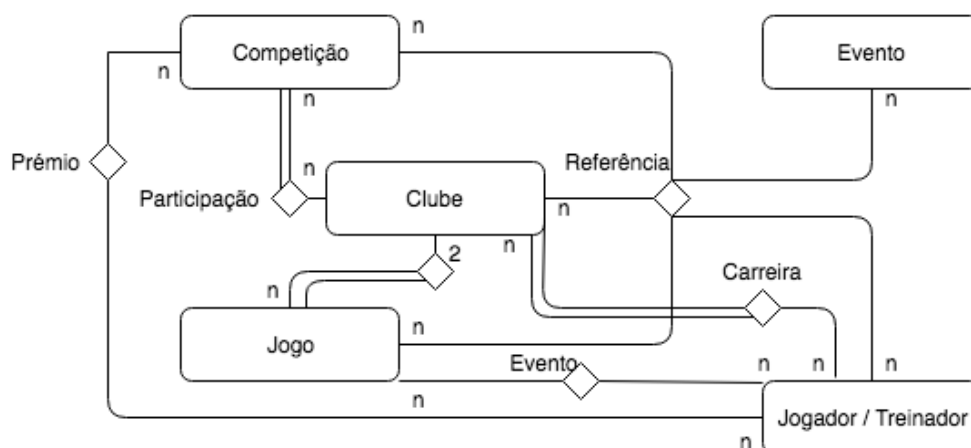 n
Competição
n
n
Evento
n
n
Prémio
Participação
n
Clube
n
Referência
n
2
n
Carreira
Jogo
n
Evento
n
n
n
n
Jogador / Treinador
n